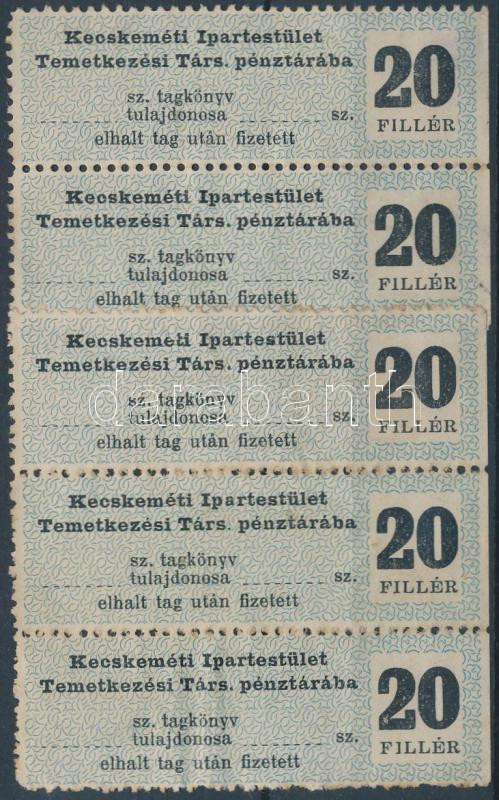 Kecskeméti Ipartestület
Temetkezési Társ. pénztárába
20
FILLÉR
sz. tagkönyv
tulajdonosa sz.
elhalt tag után fizetett
Kecskeméti Ipartestület
Temetkezési Társ. pénztárába
20
FILLÉR
sz. tagkönyv
tulajdonosa sz.
elhalt tag után fizetett
Kecskeméti Ipartestület
Temetkezési Társ. pénztárába
20
FILLÉR
darabanth
sz. tagkönyv
tulajdonosa sz.
elhalt tag után fizetett
Kecskeméti Ipartestület
Temetkezési Társ. pénztárába
20
FILLÉR
sz. tagkönyv
tulajdonosa sz.
elhalt tag után fizetett
Kecskeméti Ipartestület
Temetkezési Társ. pénztárába
20
FILLÉR
sz. tagkönyv
tulajdonosa sz.
elhalt tag után fizetett